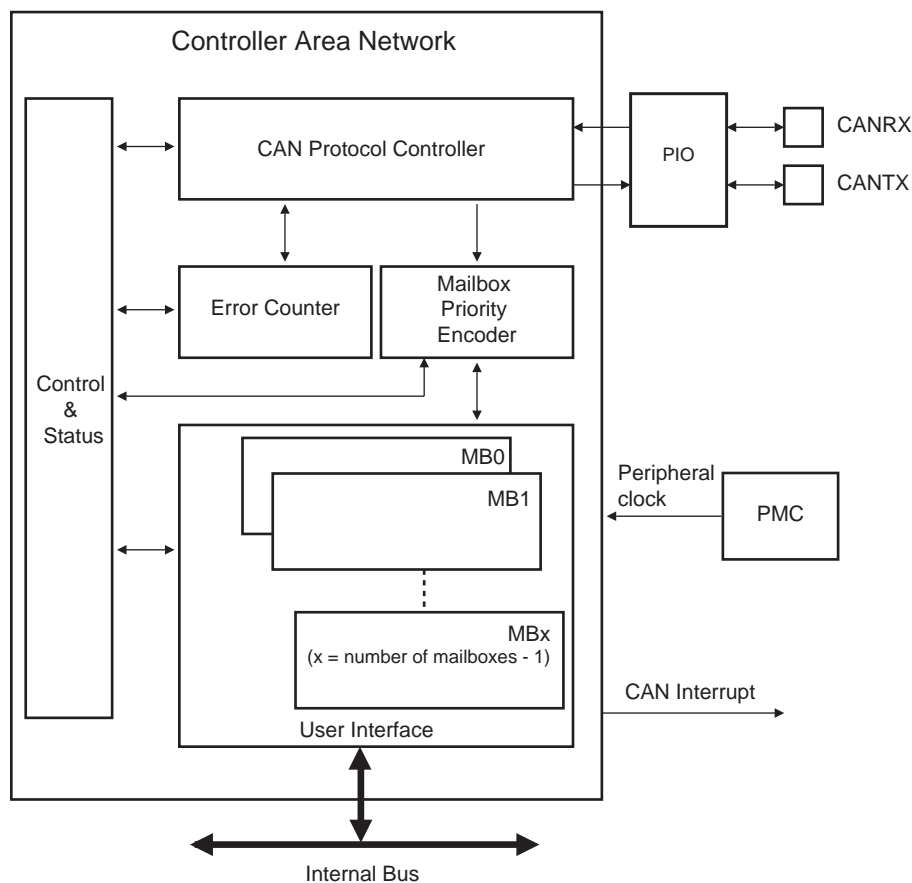 Controller Area Network
CAN Protocol Controller
PIO
CANRX
CANTX
Error Counter
Mailbox
Priority
Encoder
Control
&
Status
MB0
MB1
Peripheral
clock
PMC
MBx
(x = number of mailboxes - 1)
CAN Interrupt
User Interface
Internal Bus